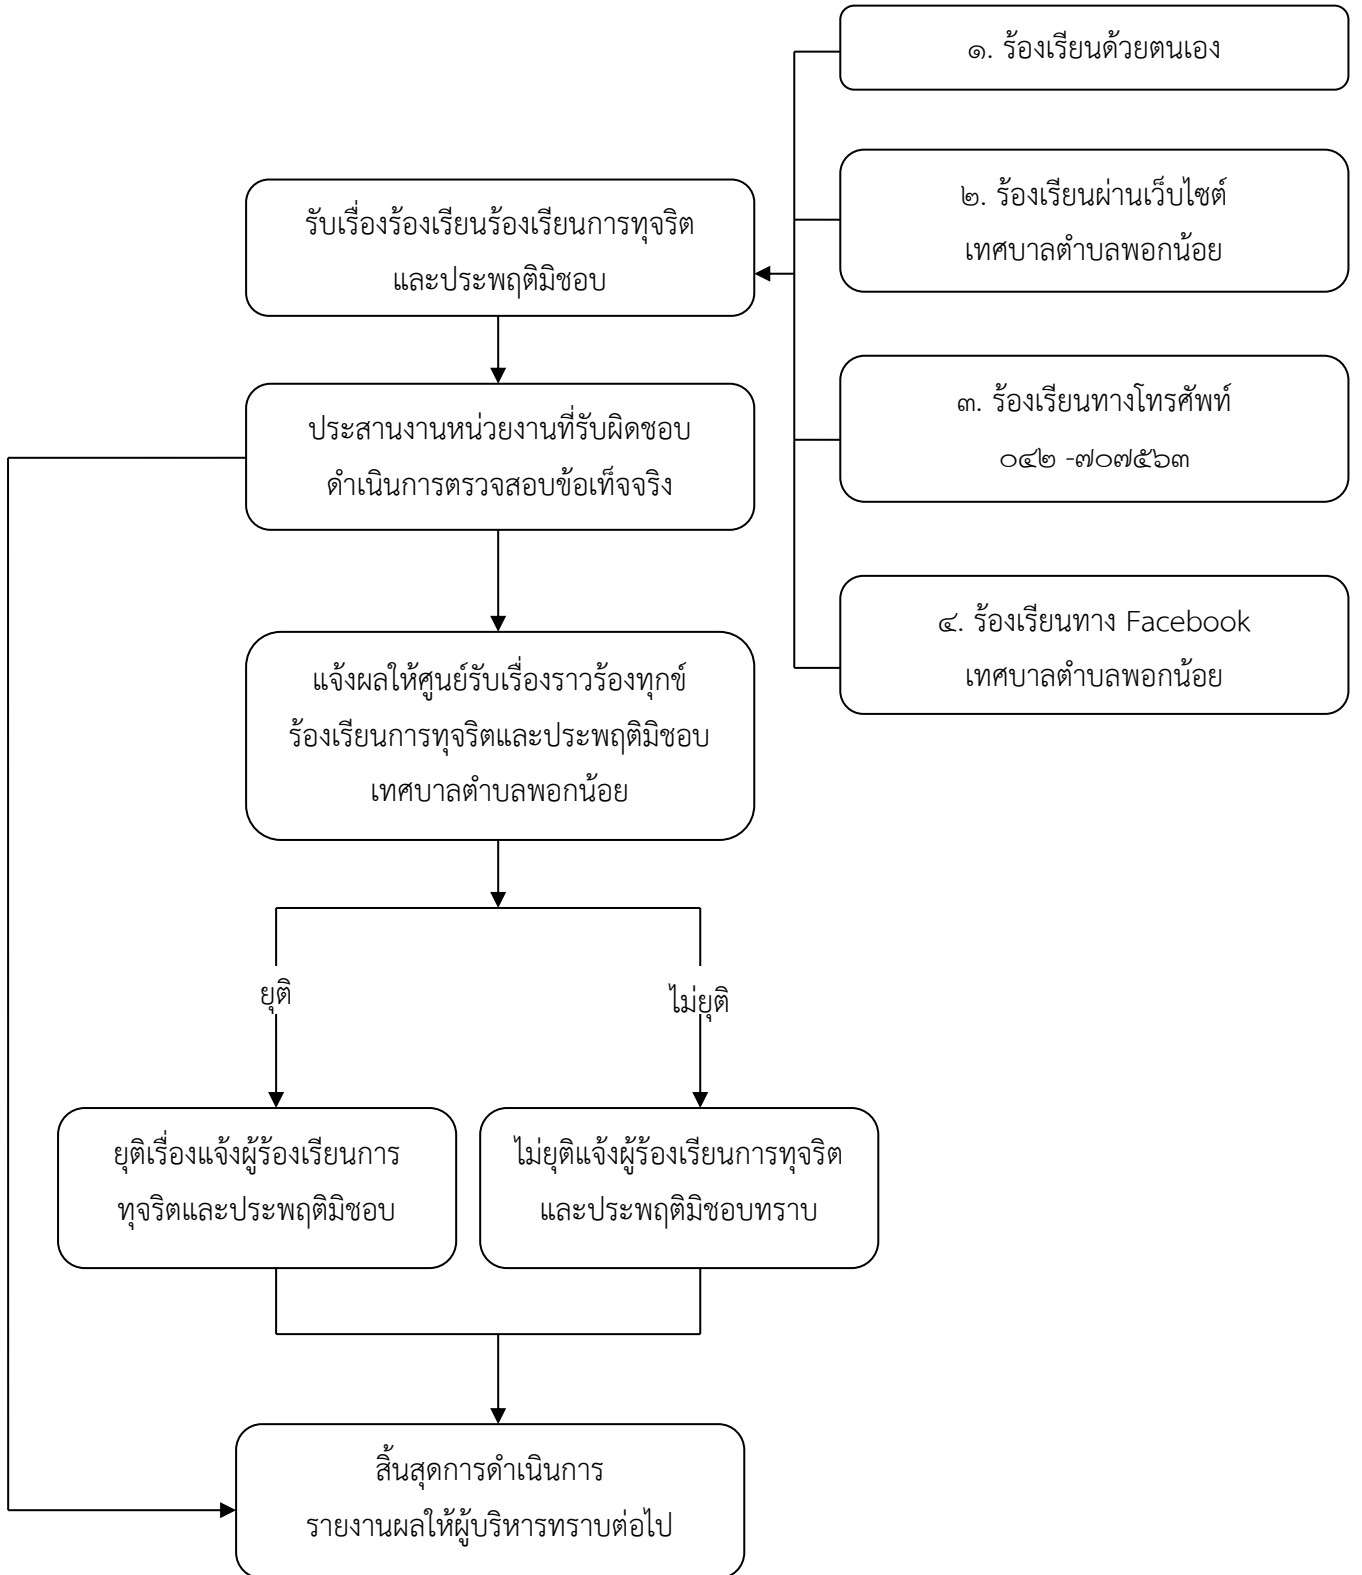 ๑. ร้องเรียนด้วยตนเอง
๒. ร้องเรียนผ่านเว็บไซต์
เทศบาลตำบลพอกน้อย
รับเรื่องร้องเรียนร้องเรียนการทุจริต
และประพฤติมิชอบ
๓. ร้องเรียนทางโทรศัพท์
๐๔๒ -๗๐๗๕๖๓
ประสานงานหน่วยงานที่รับผิดชอบ
ดำเนินการตรวจสอบข้อเท็จจริง
๔. ร้องเรียนทาง Facebook
เทศบาลตำบลพอกน้อย
แจ้งผลให้ศูนย์รับเรื่องราวร้องทุกข์
ร้องเรียนการทุจริตและประพฤติมิชอบ
เทศบาลตำบลพอกน้อย
ยุติ
ไม่ยุติ
ยุติเรื่องแจ้งผู้ร้องเรียนการ
ทุจริตและประพฤติมิชอบ
ไม่ยุติแจ้งผู้ร้องเรียนการทุจริต
และประพฤติมิชอบทราบ
สิ้นสุดการดำเนินการ
รายงานผลให้ผู้บริหารทราบต่อไป